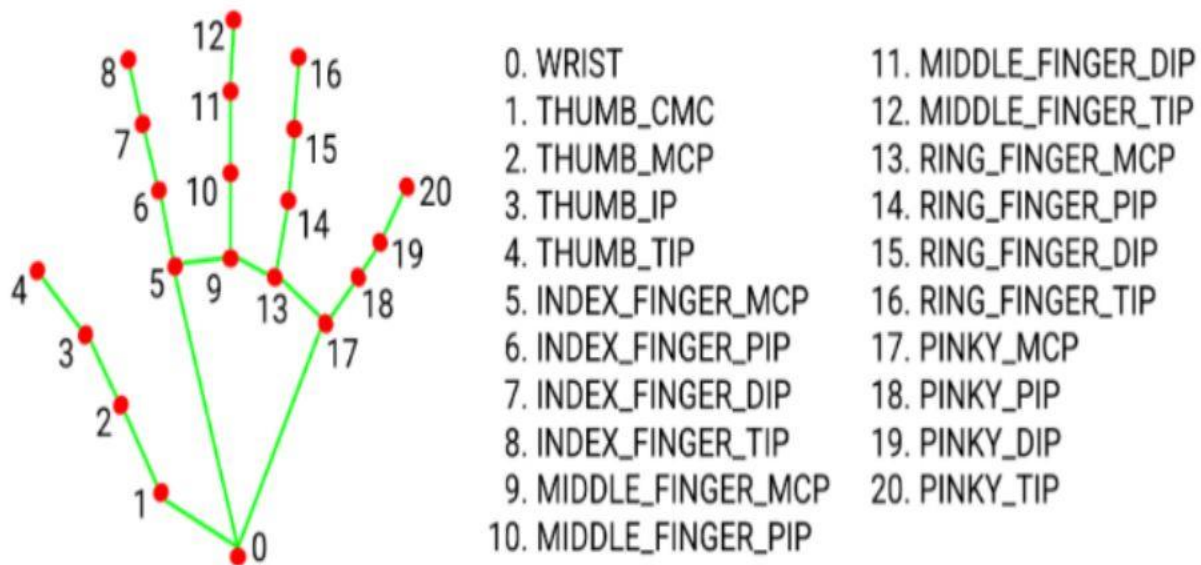 12
8
16
11
7
15
10
6
20
14
19
4
5
9
13
18
3
17
2
1
0
0. WRIST
1. THUMB_CMC
2. THUMB_MCP
3. THUMB_IP
4. THUMB_TIP
5. INDEX_FINGER_MCP
6. INDEX_FINGER_PIP
7. INDEX_FINGER_DIP
8. INDEX_FINGER_TIP
9. MIDDLE_FINGER_MCP
10. MIDDLE_FINGER_PIP
11. MIDDLE_FINGER_DIP
12. MIDDLE_FINGER_TIP
13. RING_FINGER_MCP
14. RING_FINGER_PIP
15. RING_FINGER_DIP
16. RING_FINGER_TIP
17. PINKY_MCP
18. PINKY_PIP
19. PINKY_DIP
20. PINKY_TIP